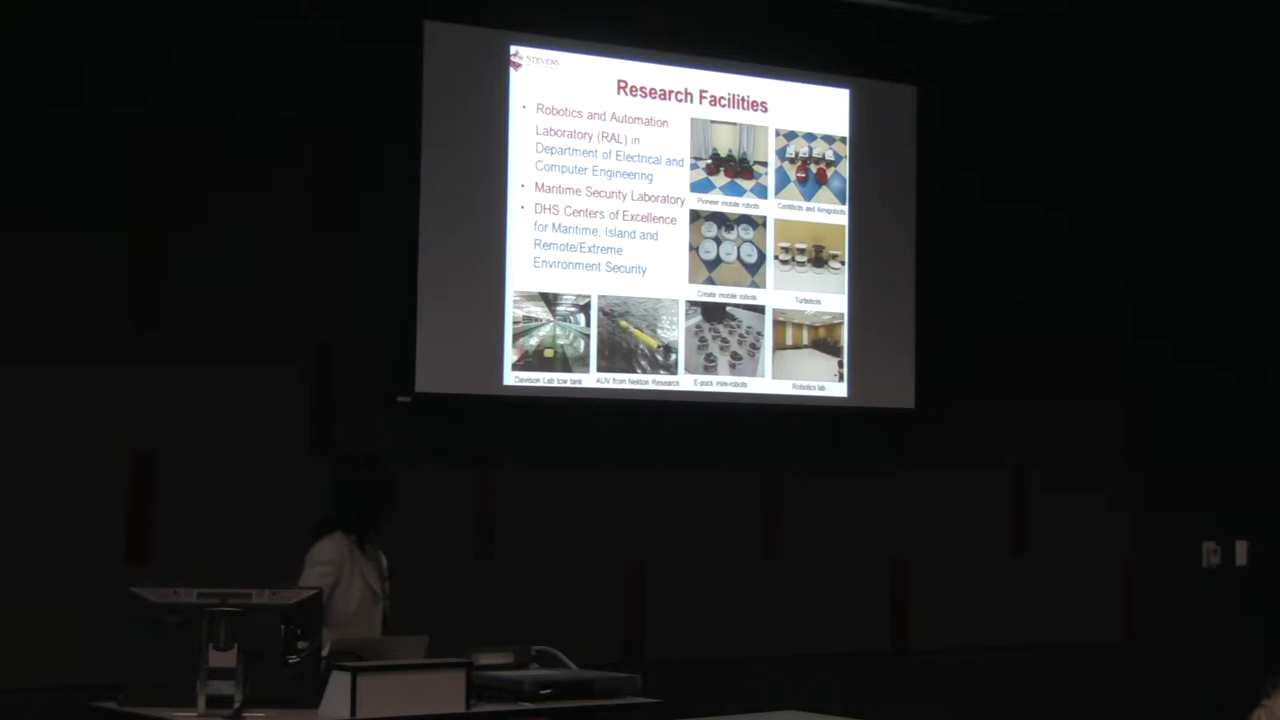 STEVENS
Research Facilities
• Robotics and Automation
Laboratory (RAL) in
Department of Electrical and
Computer Engineering
• Maritime Security Laboratory
• DHS Centers of Excellence
for Maritime, Island and
Remote/Extreme
Environment Security
Pioneer mobile robots
Centibots and Amigobots
Create mobile robots
Turtlebots
Davison Lab tow tank
AUV from Nekton Research
E-puck mini-robots
Robotics lab